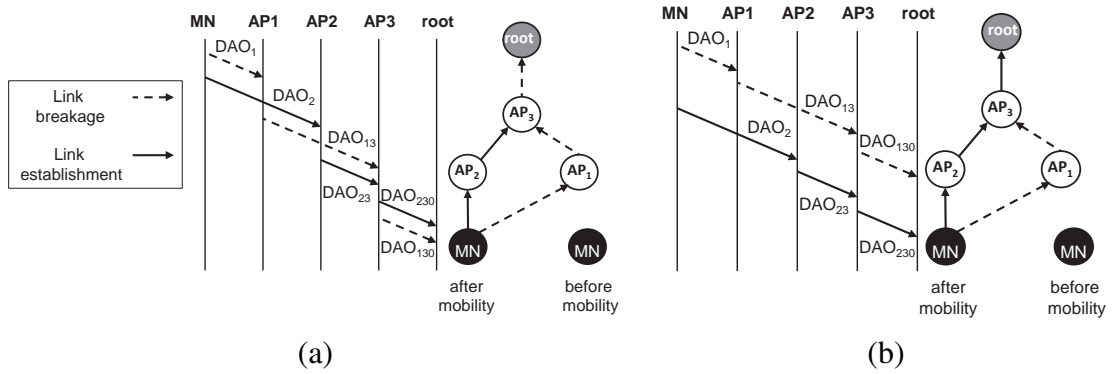 MN AP1 AP2 AP3 root
DAO1
DAO2
DAO13
DAO23
DAO230
DAO130
Link
breakage
Link
establishment
root
AP3
AP2
AP1
MN
MN
after
mobility
before
mobility
(a)
MN AP1 AP2 AP3 root
DAO1
DAO13
DAO2
DAO130
DAO23
DAO230
root
AP3
AP2
AP1
MN
MN
after
mobility
before
mobility
(b)